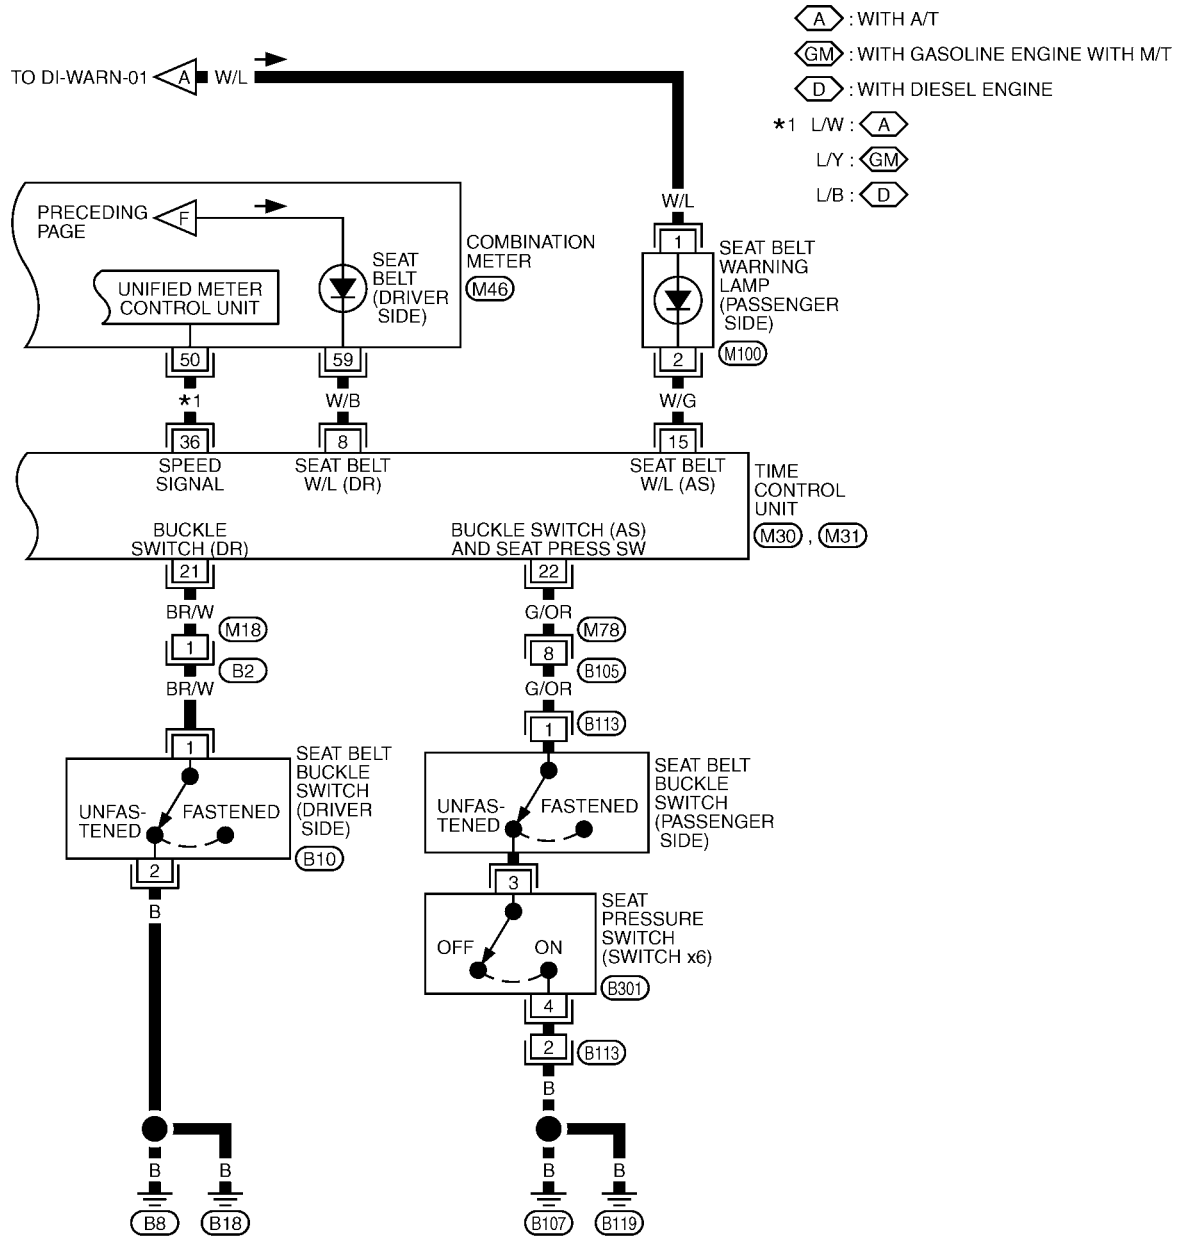 A : WITH A/T
GM : WITH GASOLINE ENGINE WITH M/T
D : WITH DIESEL ENGINE
*1 L/W : A
L/Y : GM
L/B : D
TO DI-WARN-01 A W/L
W/L
PRECEDING
PAGE
F
UNIFIED METER
CONTROL UNIT
SEAT
BELT
(DRIVER
SIDE)
COMBINATION
METER
M46
1
SEAT BELT
WARNING
LAMP
(PASSENGER
SIDE)
M100
50
59
2
*1
W/B
W/G
36
8
15
SPEED
SIGNAL
SEAT BELT
W/L (DR)
SEAT BELT
W/L (AS)
TIME
CONTROL
UNIT
M30 , M31
BUCKLE
SWITCH (DR)
BUCKLE SWITCH (AS)
AND SEAT PRESS SW
21
22
BR/W
G/OR
M18
M78
1
8
B2
B105
BR/W
G/OR
1
1
B113
SEAT BELT
BUCKLE
SWITCH
(DRIVER
SIDE)
B10
UNFAS-
TENED
FASTENED
SEAT BELT
BUCKLE
SWITCH
(PASSENGER
SIDE)
UNFAS-
TENED
FASTENED
2
3
B
SEAT
PRESSURE
SWITCH
(SWITCH x6)
B301
OFF
ON
4
2
B113
B
B
B
B
B
B8
B18
B107
B119